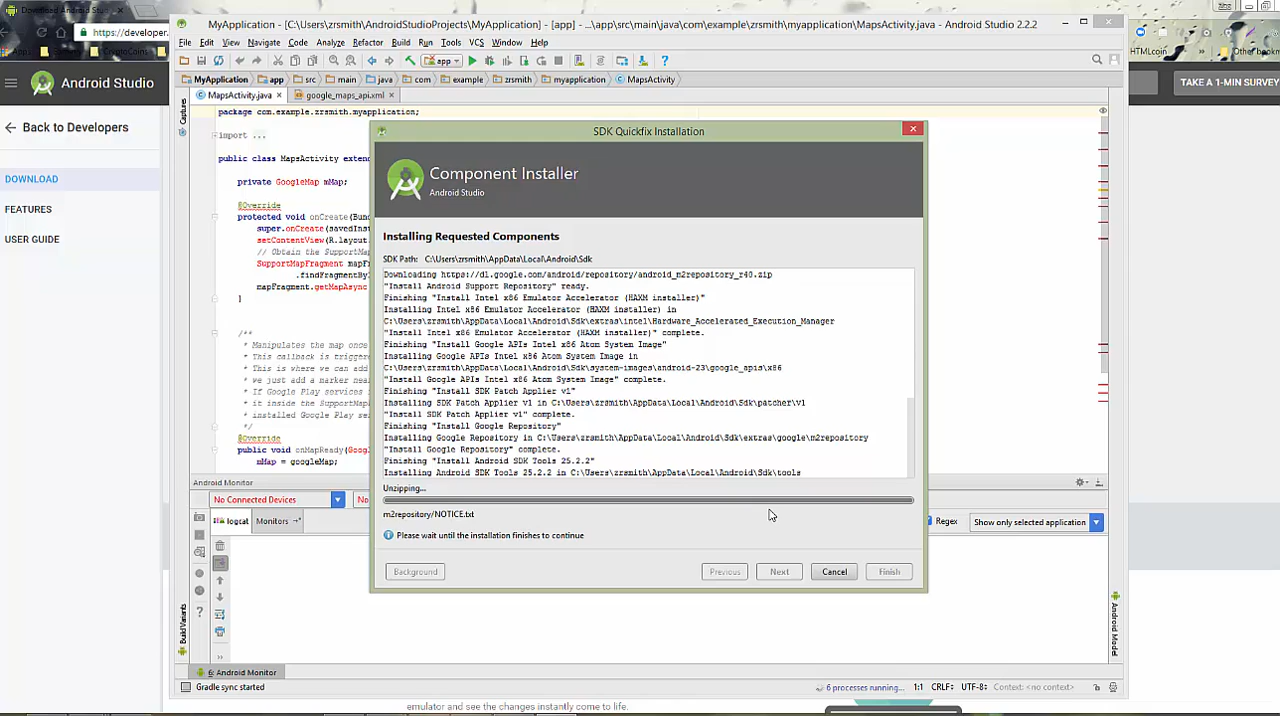 MyApplication - [C:\Users\zrsmith\AndroidStudioProjects\MyApplication] - [app] - ...\app\src\main\java\com\example\zrsmith\myapplication\MapsActivity.java - Android Studio 2.2.2
https://developer.
HTMLcoin
File Edit View Navigate Code Analyze Refactor Build Run Tools VCS Window Help
app
Android Studio
TAKE A 1-MIN SURVEY
MyApplication app src main java com example zrsmith myapplication MapsActivity
MapsActivity.java google_maps_api.xml
Captures
Back to Developers
DOWNLOAD
FEATURES
USER GUIDE
package com.example.zrsmith.myapplication;
import ...
public class MapsActivity exten
private GoogleMap mMap;
@Override
protected void onCreate(Bun
super.onCreate(savedIns
setContentView(R.layout.
// Obtain the SupportMap
SupportMapFragment mapF
.findFragmentBy
mapFragment.getMapAsync
}
/**
* Manipulates the map once
* This callback is triggere
* This is where we can add
* we just add a marker nea
* If Google Play services i
* it inside the SupportMap
* installed Google Play se
*/
@Override
public void onMapReady(Goog
mMap = googleMap;
SDK Quickfix Installation
Component Installer
Android Studio
Installing Requested Components
SDK Path: C:\Users\zrsmith\AppData\Local\Android\Sdk
Downloading https://dl.google.com/android/repository/android_m2repository_r40.zip
"Install Android Support Repository" ready.
Finishing "Install Intel x86 Emulator Accelerator (HAXM installer)"
Installing Intel x86 Emulator Accelerator (HAXM installer) in
C:\Users\zrsmith\AppData\Local\Android\Sdk\extras\intel\Hardware_Accelerated_Execution_Manager
"Install Intel x86 Emulator Accelerator (HAXM installer)" complete.
Finishing "Install Google APIs Intel x86 Atom System Image"
Installing Google APIs Intel x86 Atom System Image in
C:\Users\zrsmith\AppData\Local\Android\Sdk\system-images\android-23\google_apis\x86
"Install Google APIs Intel x86 Atom System Image" complete.
Finishing "Install SDK Patch Applier v1"
Installing SDK Patch Applier v1 in C:\Users\zrsmith\AppData\Local\Android\Sdk\patcher\v1
"Install SDK Patch Applier v1" complete.
Finishing "Install Google Repository"
Installing Google Repository in C:\Users\zrsmith\AppData\Local\Android\Sdk\extras\google\m2repository
"Install Google Repository" complete.
Finishing "Install Android SDK Tools 25.2.2"
Installing Android SDK Tools 25.2.2 in C:\Users\zrsmith\AppData\Local\Android\Sdk\tools
Unzipping...
m2repository/NOTICE.txt
Please wait until the installation finishes to continue
Background Previous Next Cancel Finish
Android Monitor
No Connected Devices No
Regex Show only selected application
logcat Monitors
Build Variants
Android Model
6: Android Monitor
Gradle sync started
6 processes running... 1:1 CRLF÷ UTF-8÷ Context: <no context>
emulator and see the changes instantly come to life.